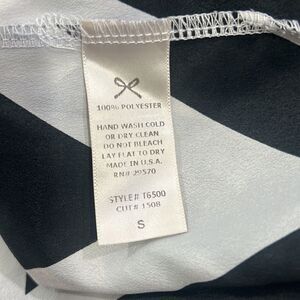 100% POLYESTER
HAND WASH COLD
OR DRY CLEAN
DO NOT BLEACH
LAY FLAT TO DRY
MADE IN U.S.A.
RN# 29570
STYLE# T6500
CUT# 1508
S